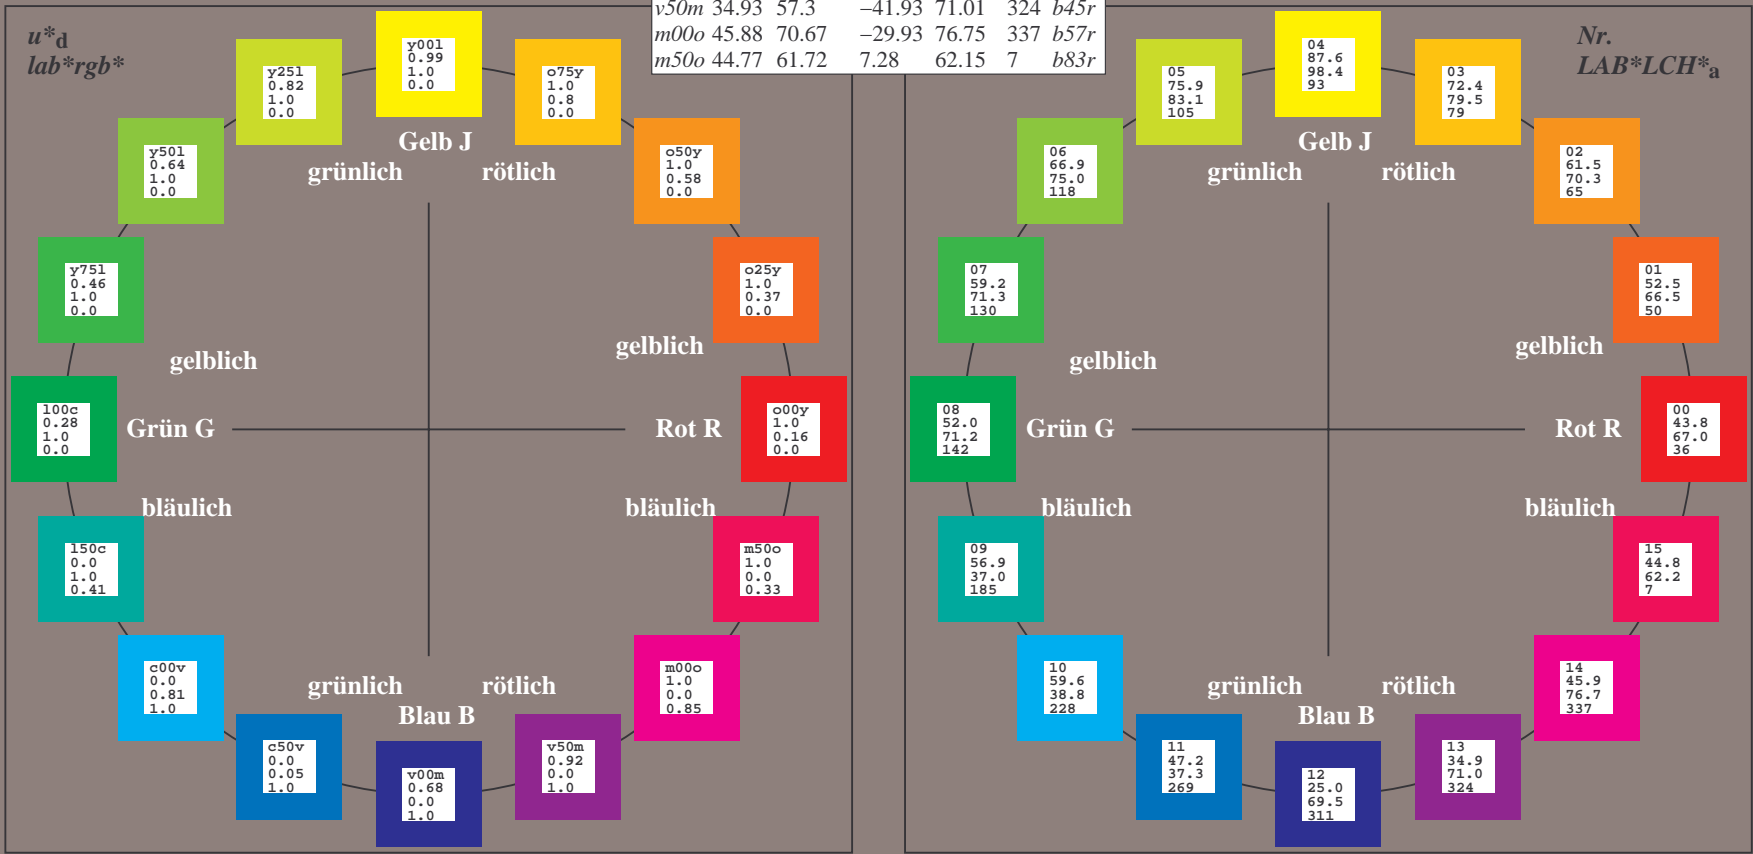 v50m 34.93 57.3 −41.93 71.01 324 b45r
m00o 45.88 70.67 −29.93 76.75 337 b57r
m50o 44.77 61.72 7.28 62.15 7 b83r
u*d
lab*rgb*
y00l
0.99
1.0
0.0
y25l
0.82
1.0
0.0
o75y
1.0
0.8
0.0
y50l
0.64
1.0
0.0
o50y
1.0
0.58
0.0
Gelb J
grünlich rötlich
y75l
0.46
1.0
0.0
o25y
1.0
0.37
0.0
gelblich gelblich
l00c
0.28
1.0
0.0
Grün G
Rot R
o00y
1.0
0.16
0.0
bläulich bläulich
l50c
0.0
1.0
0.41
m50o
1.0
0.0
0.33
c00v
0.0
0.81
1.0
m00o
1.0
0.0
0.85
grünlich rötlich
Blau B
c50v
0.0
0.05
1.0
v00m
0.68
0.0
1.0
v50m
0.92
0.0
1.0
Nr.
LAB*LCH*a
04
87.6
98.4
93
05
75.9
83.1
105
03
72.4
79.5
79
06
66.9
75.0
118
02
61.5
70.3
65
Gelb J
grünlich rötlich
07
59.2
71.3
130
01
52.5
66.5
50
gelblich gelblich
08
52.0
71.2
142
Grün G
Rot R
00
43.8
67.0
36
bläulich bläulich
09
56.9
37.0
185
15
44.8
62.2
7
10
59.6
38.8
228
14
45.9
76.7
337
grünlich rötlich
Blau B
11
47.2
37.3
269
12
25.0
69.5
311
13
34.9
71.0
324